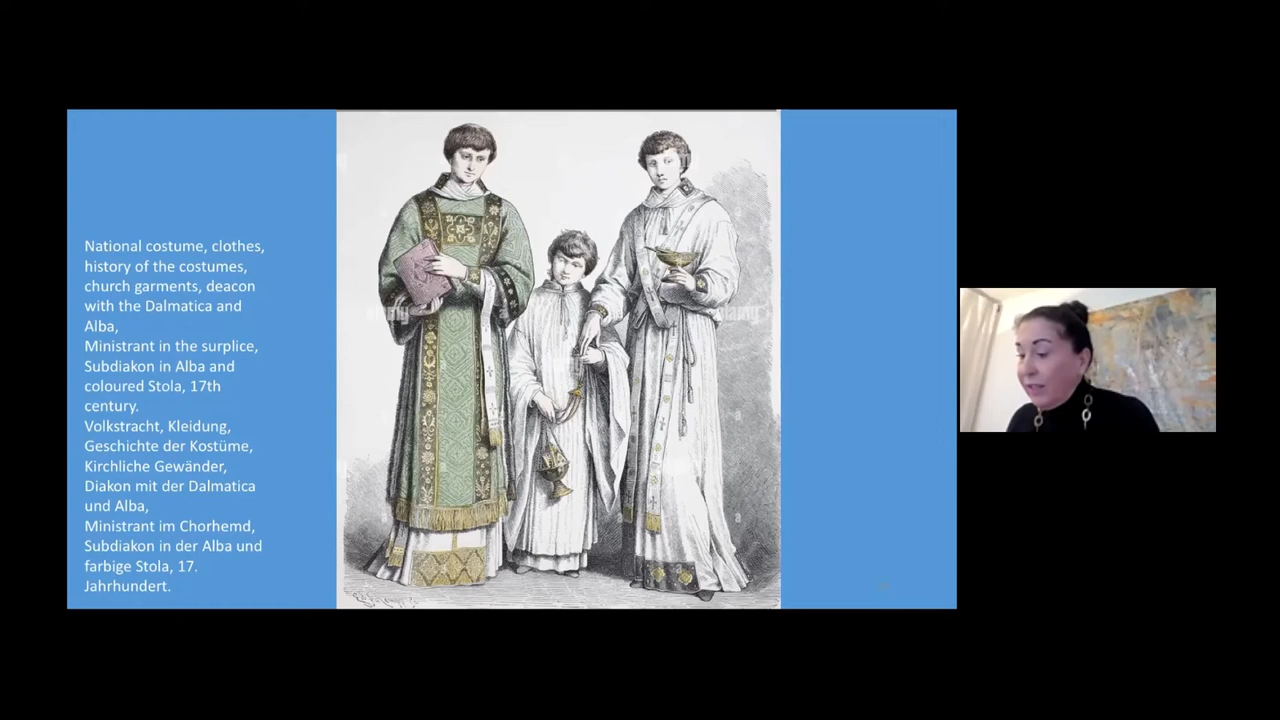 National costume, clothes,
history of the costumes,
church garments, deacon
with the Dalmatica and
Alba,
Ministrant in the surplice,
Subdiakon in Alba and
coloured Stola, 17th
century.
Volkstracht, Kleidung,
Geschichte der Kostüme,
Kirchliche Gewänder,
Diakon mit der Dalmatica
und Alba,
Ministrant im Chorhemd,
Subdiakon in der Alba und
farbige Stola, 17.
Jahrhundert.